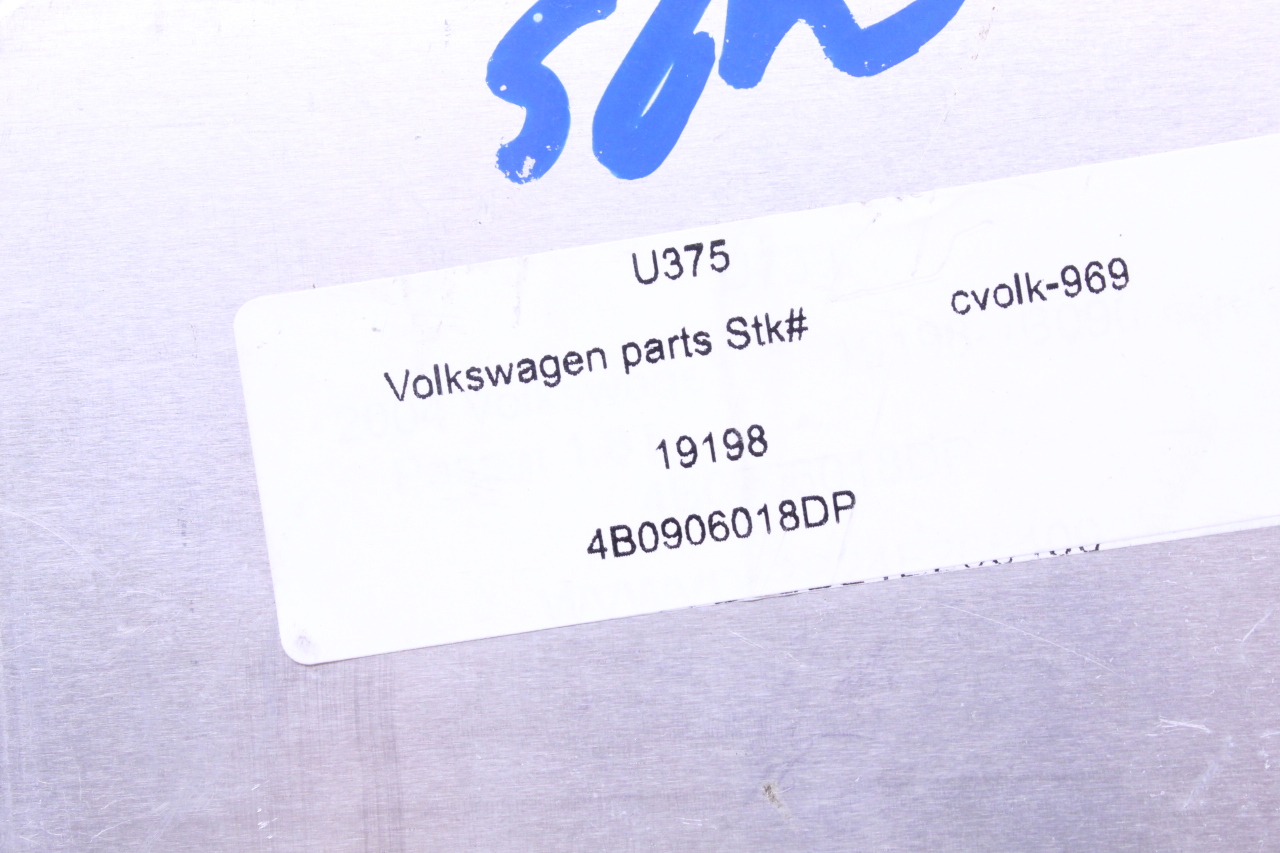 U375
Volkswagen parts Stk# cvolk-969
19198
4B0906018DP